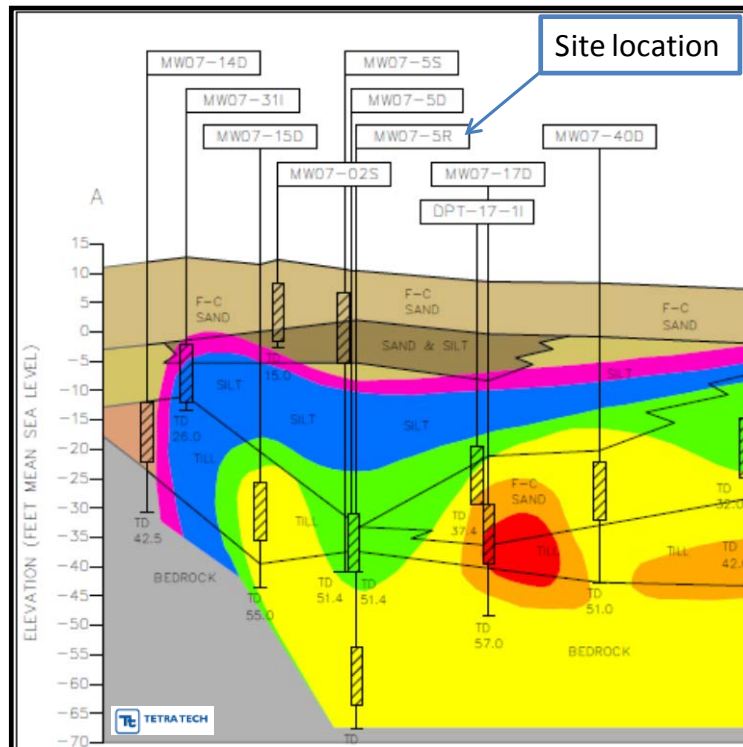 Site location
MW07-14D
MW07-5S
MW07-31I
MW07-5D
MW07-15D
MW07-5R
MW07-40D
MW07-02S
MW07-17D
DPT-17-1I
A
ELEVATION (FEET MEAN SEA LEVEL)
15
10
5
0
-5
-10
-15
-20
-25
-30
-35
-40
-45
-50
-55
-60
-65
-70
F-C
SAND
F-C
SAND
F-C
SAND
SAND & SILT
TD
15.0
SILT
SILT
SILT
SILT
TD
26.0
TILL
F-C
SAND
TD
32.0
TILL
TD
37.4
TILL
TILL
TD
42.5
TD
42.
BEDROCK
TD
51.4
TD
51.4
TD
55.0
TD
51.0
TD
57.0
BEDROCK
Tt TETRA TECH
TD